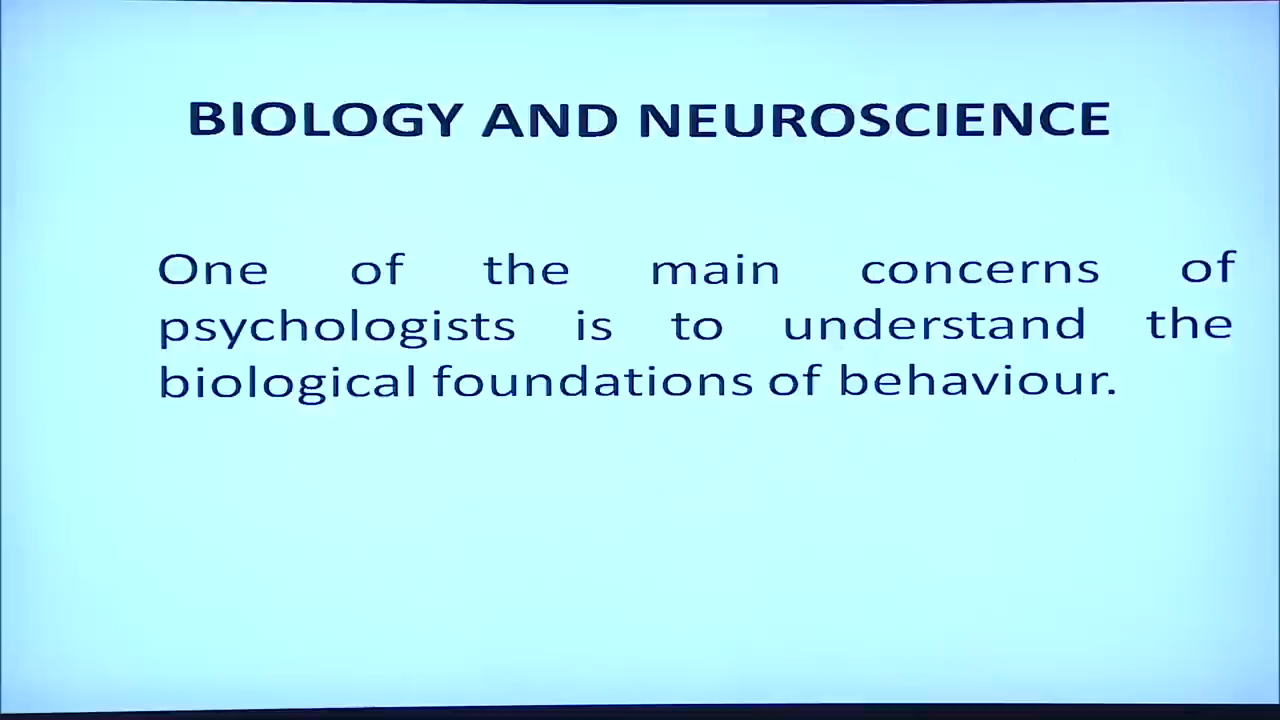 BIOLOGY AND NEUROSCIENCE
One of the main concerns of
psychologists is to understand the
biological foundations of behaviour.